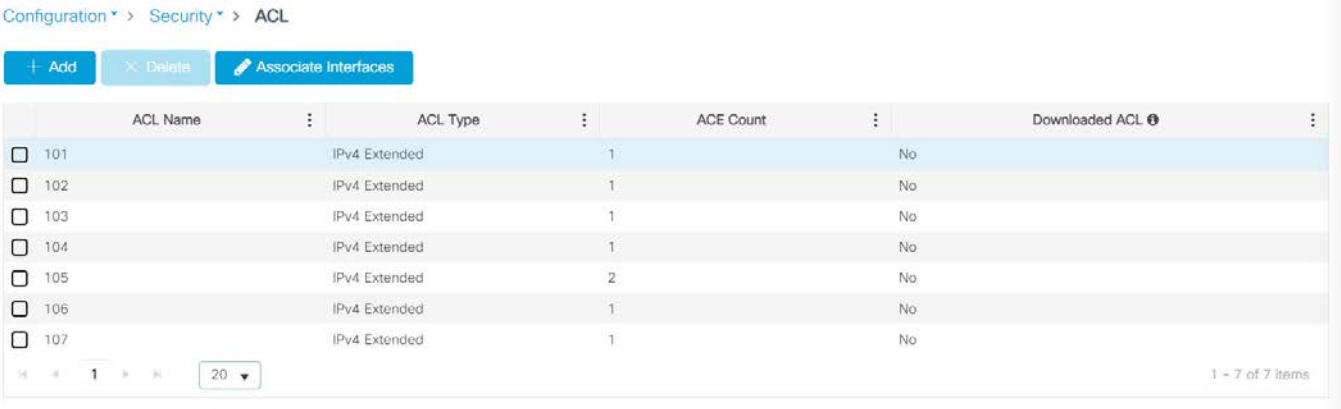 Configuration > Security > ACL
+ Add × Delete Associate Interfaces
ACL Name ACL Type ACE Count Downloaded ACL
101 IPv4 Extended 1 No
102 IPv4 Extended 1 No
103 IPv4 Extended 1 No
104 IPv4 Extended 1 No
105 IPv4 Extended 2 No
106 IPv4 Extended 1 No
107 IPv4 Extended 1 No
1 20 1 - 7 of 7 items